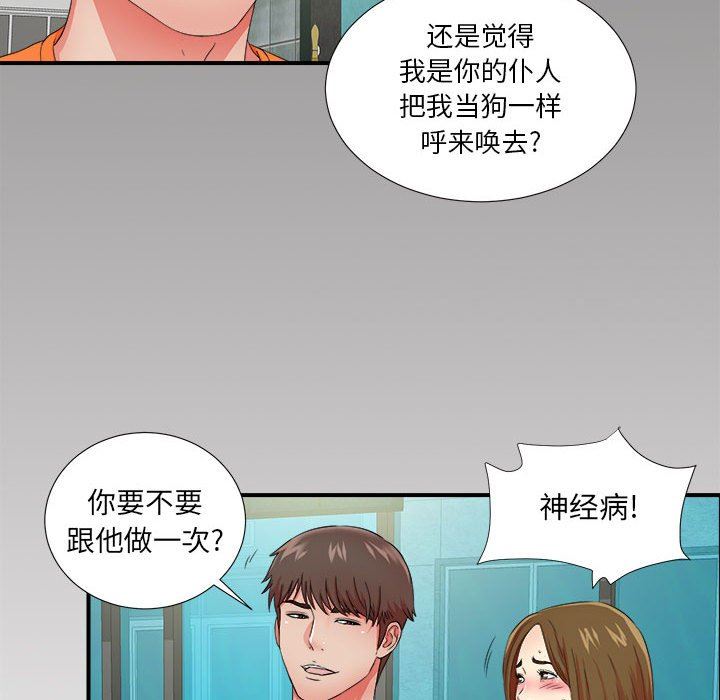 还是觉得
我是你的仆人
把我当狗一样
呼来唤去?
你要不要
跟他做一次?
神经病!